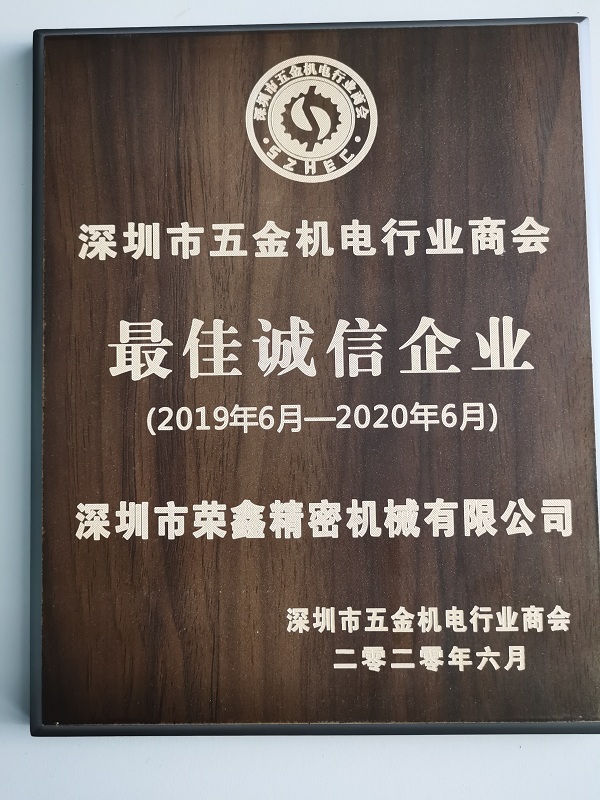 深圳市五金机电行业商会
SZHEC
深圳市五金机电行业商会
最佳诚信企业
(2019年6月—2020年6月)
深圳市荣鑫精密机械有限公司
深圳市五金机电行业商会
二零二零年六月